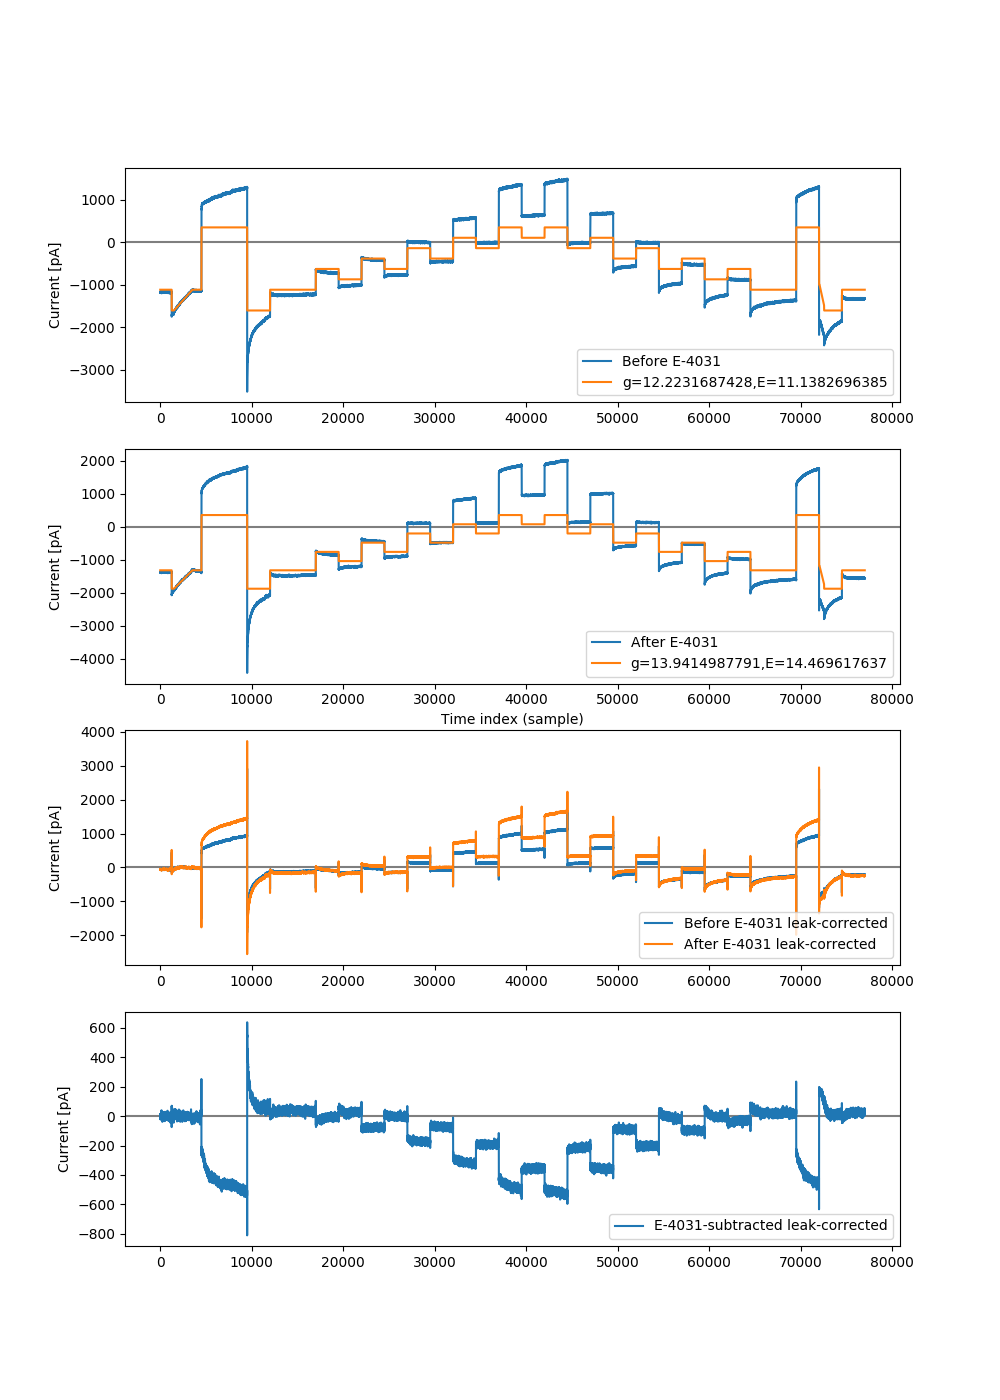 1000
0
−1000
−2000
−3000
Current [pA]
Before E-4031
g=12.2231687428,E=11.1382696385
0 10000 20000 30000 40000 50000 60000 70000 80000
2000
1000
0
−1000
−2000
−3000
−4000
Current [pA]
After E-4031
g=13.9414987791,E=14.469617637
0 10000 20000 30000 40000 50000 60000 70000 80000
Time index (sample)
4000
3000
2000
1000
0
−1000
−2000
Current [pA]
Before E-4031 leak-corrected
After E-4031 leak-corrected
0 10000 20000 30000 40000 50000 60000 70000 80000
600
400
200
0
−200
−400
−600
−800
Current [pA]
E-4031-subtracted leak-corrected
0 10000 20000 30000 40000 50000 60000 70000 80000